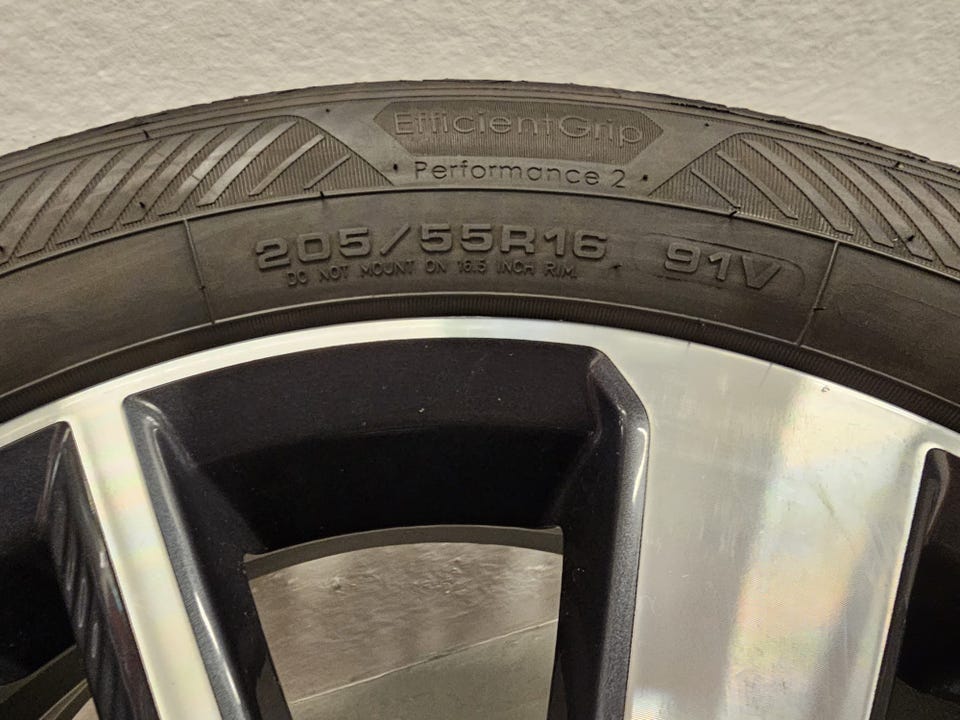 EfficientGrip
Performance 2
205/55R16 91V
DO NOT MOUNT ON 16.5 INCH RIM.